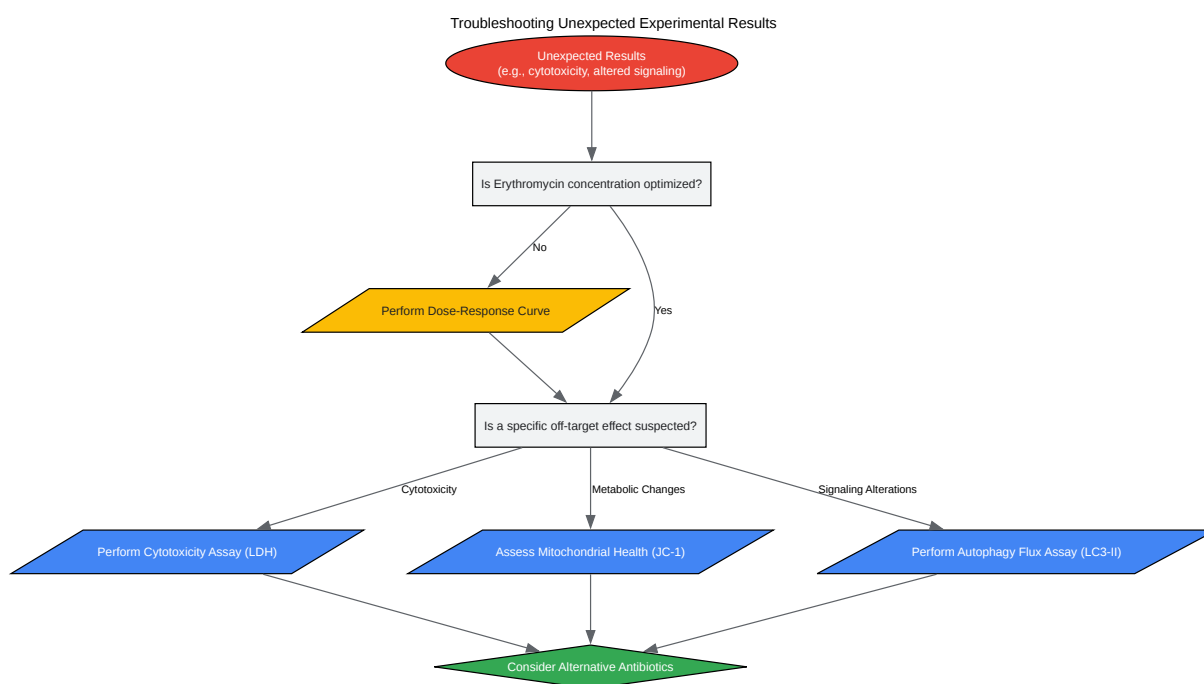 Troubleshooting Unexpected Experimental Results
Unexpected Results
(e.g., cytotoxicity, altered signaling)
Is Erythromycin concentration optimized?
No
Perform Dose-Response Curve
Yes
Is a specific off-target effect suspected?
Cytotoxicity
Metabolic Changes
Signaling Alterations
Perform Cytotoxicity Assay (LDH)
Assess Mitochondrial Health (JC-1)
Perform Autophagy Flux Assay (LC3-II)
Consider Alternative Antibiotics